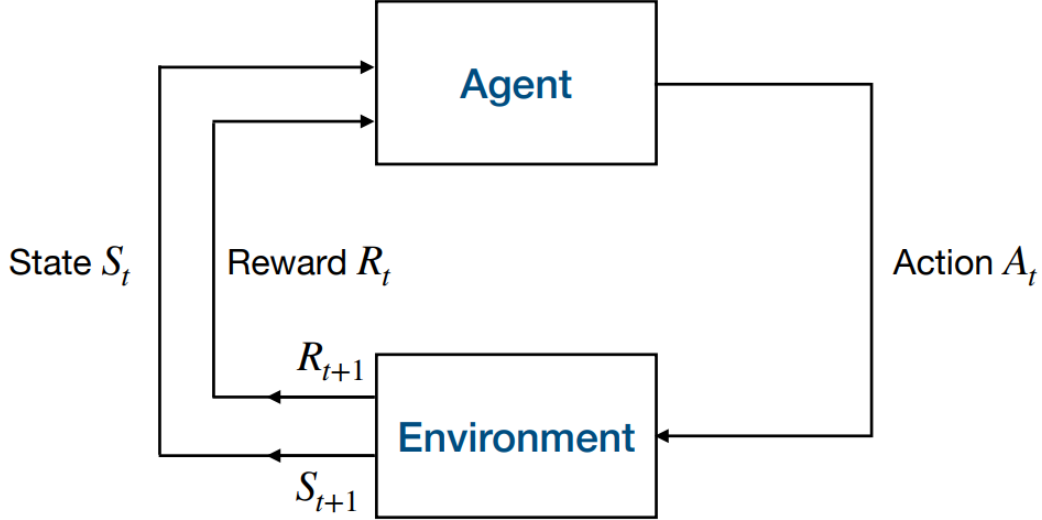 Agent
State S_t
Reward R_t
Action A_t
R_{t+1}
Environment
S_{t+1}